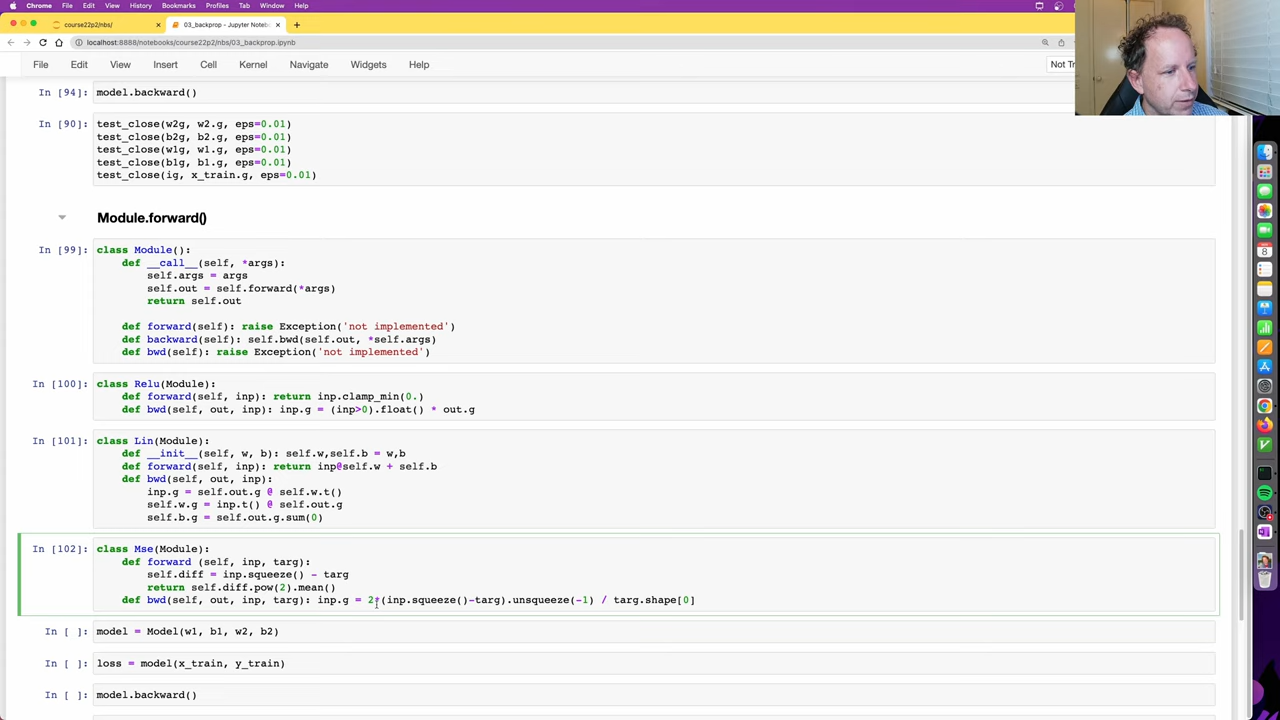 Chrome File Edit View History Bookmarks Profiles Tab Window Help
course22p2/nbs/
03_backprop - Jupyter Notebo
localhost:8888/notebooks/course22p2/nbs/03_backprop.ipynb
File Edit View Insert Cell Kernel Navigate Widgets Help
Not Tr
In [94]: model.backward()
In [90]: test_close(w2g, w2.g, eps=0.01)
test_close(b2g, b2.g, eps=0.01)
test_close(w1g, w1.g, eps=0.01)
test_close(b1g, b1.g, eps=0.01)
test_close(ig, x_train.g, eps=0.01)
Module.forward()
In [99]: class Module():
def __call__(self, *args):
self.args = args
self.out = self.forward(*args)
return self.out
def forward(self): raise Exception('not implemented')
def backward(self): self.bwd(self.out, *self.args)
def bwd(self): raise Exception('not implemented')
In [100]: class Relu(Module):
def forward(self, inp): return inp.clamp_min(0.)
def bwd(self, out, inp): inp.g = (inp>0).float() * out.g
In [101]: class Lin(Module):
def __init__(self, w, b): self.w,self.b = w,b
def forward(self, inp): return inp@self.w + self.b
def bwd(self, out, inp):
inp.g = self.out.g @ self.w.t()
self.w.g = inp.t() @ self.out.g
self.b.g = self.out.g.sum(0)
In [102]: class Mse(Module):
def forward (self, inp, targ):
self.diff = inp.squeeze() - targ
return self.diff.pow(2).mean()
def bwd(self, out, inp, targ): inp.g = 2*(inp.squeeze()-targ).unsqueeze(-1) / targ.shape[0]
In [ ]: model = Model(w1, b1, w2, b2)
In [ ]: loss = model(x_train, y_train)
In [ ]: model.backward()